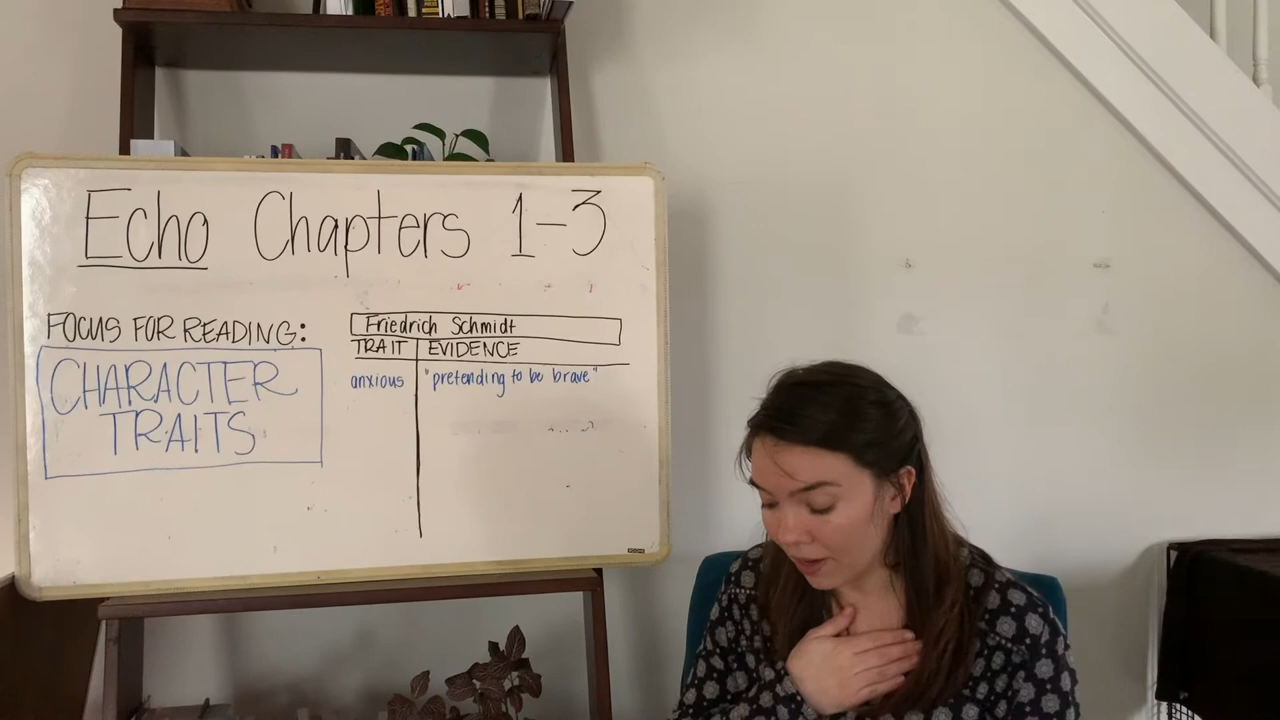 Echo Chapters 1-3
FOCUS FOR READING:
CHARACTER
TRAITS
Friedrich Schmidt
TRAIT EVIDENCE
anxious "pretending to be brave"